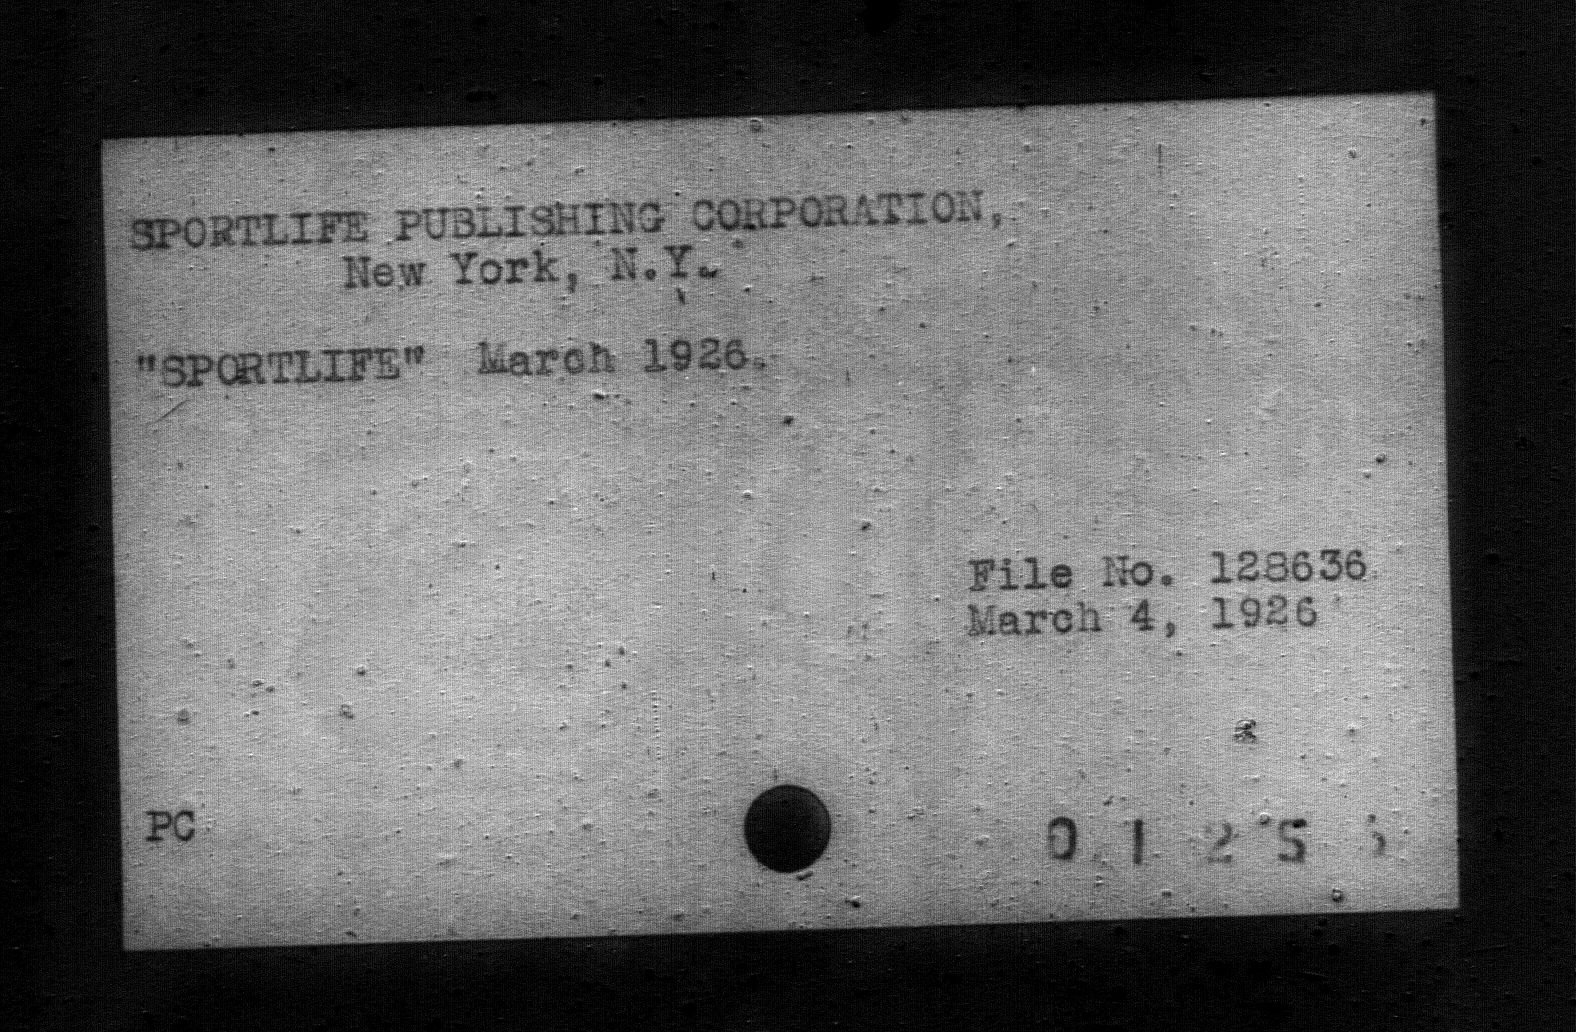 SPORTLIFE PUBLISHING CORPORATION,
New York, N.Y.
"SPORTLIFE" March 1926.
File No. 128636
March 4, 1926
PC
0 1 2 5